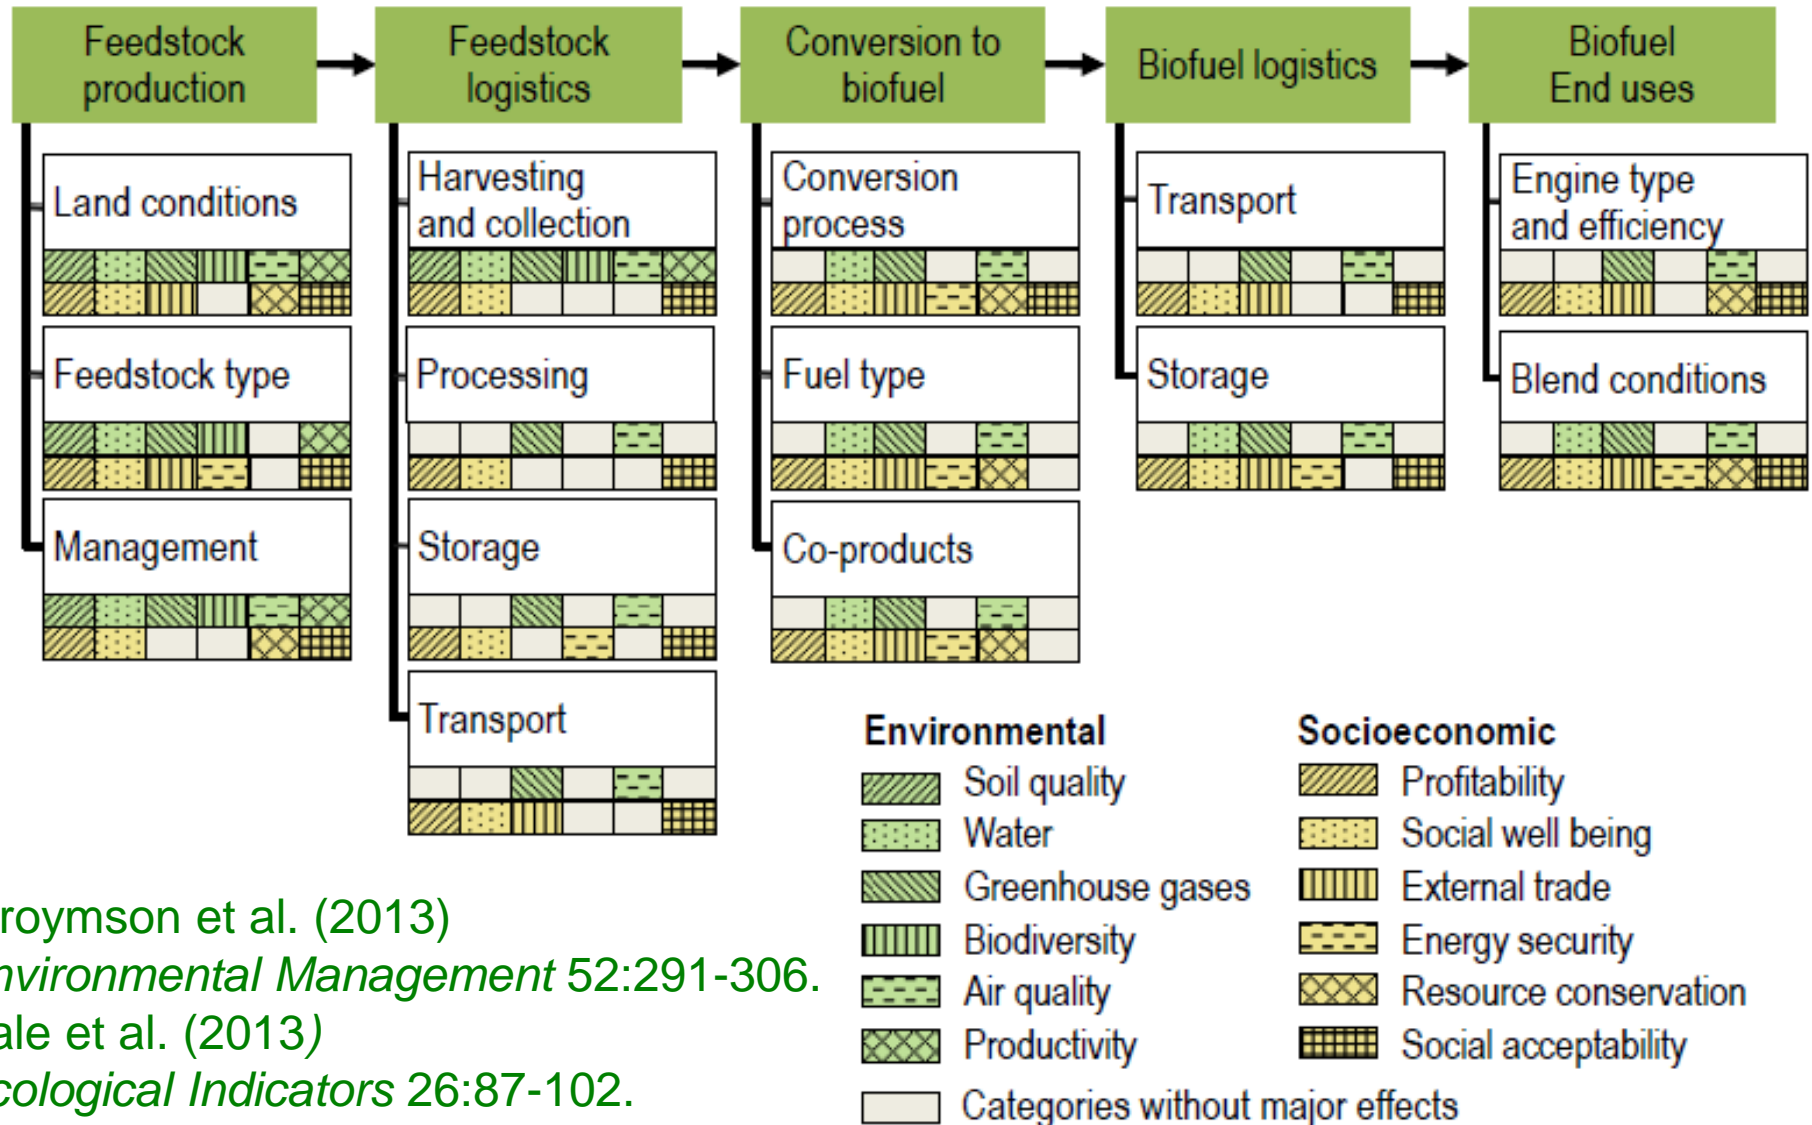 Feedstock
production
Feedstock
logistics
Conversion to
biofuel
Biofuel logistics
Biofuel
End uses
Land conditions
Feedstock type
Management
Harvesting
and collection
Processing
Storage
Transport
Conversion
process
Fuel type
Co-products
Transport
Storage
Engine type
and efficiency
Blend conditions
Environmental
Soil quality
Water
Greenhouse gases
Biodiversity
Air quality
Productivity
Socioeconomic
Profitability
Social well being
External trade
Energy security
Resource conservation
Social acceptability
Categories without major effects
roymson et al. (2013)
nvironmental Management 52:291-306.
ale et al. (2013)
cological Indicators 26:87-102.